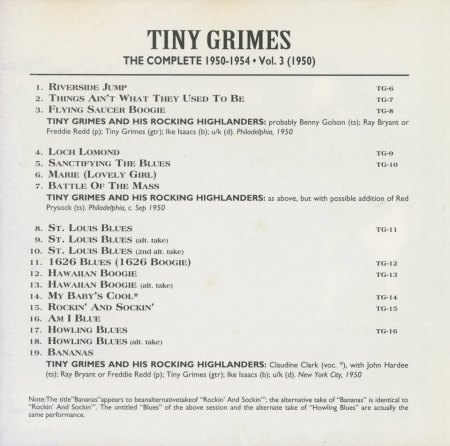 TINY GRIMES
THE COMPLETE 1950-1954 • Vol. 3 (1950)
1. RIVERSIDE JUMP TG-6
2. THINGS AIN'T WHAT THEY USED TO BE TG-7
3. FLYING SAUCER BOOGIE TG-8
TINY GRIMES AND HIS ROCKING HIGHLANDERS: probably Benny Golson (ts); Ray Bryant or
Freddie Redd (p); Tiny Grimes (gtr); Ike Isaacs (b); u/k (d). Philadelphia, 1950
4. LOCH LOMOND TG-9
5. SANCTIFYING THE BLUES TG-10
6. MARIE (LOVELY GIRL)
7. BATTLE OF THE MASS
TINY GRIMES AND HIS ROCKING HIGHLANDERS: as above, but with possible addition of Red
Prysock (ts). Philadelphia, c. Sep 1950
8. ST. LOUIS BLUES TG-11
9. ST. LOUIS BLUES (alt. take)
10. ST. LOUIS BLUES (2nd alt. take)
11. 1626 BLUES (1626 BOOGIE) TG-12
12. HAWAIIAN BOOGIE TG-13
13. HAWAIIAN BOOGIE (alt. take)
14. MY BABY'S COOL* TG-14
15. ROCKIN' AND SOCKIN' TG-15
16. AM I BLUE
17. HOWLING BLUES TG-16
18. HOWLING BLUES (alt. take)
19. BANANAS
TINY GRIMES AND HIS ROCKING HIGHLANDERS: Claudine Clark (voc. *), with John Hardee
(ts); Ray Bryant or Freddie Redd (p); Tiny Grimes (gtr); Ike Isaacs (b); u/k (d). New York City, 1950
Note:The title"Bananas"appears to beanalternativetakeof "Rockin' And Sockin'"; the alternative take of "Bananas" is identical to
"Rockin' And Sockin'". The untitled "Blues" of the above session and the alternate take of "Howling Blues" are actually the
same performance.